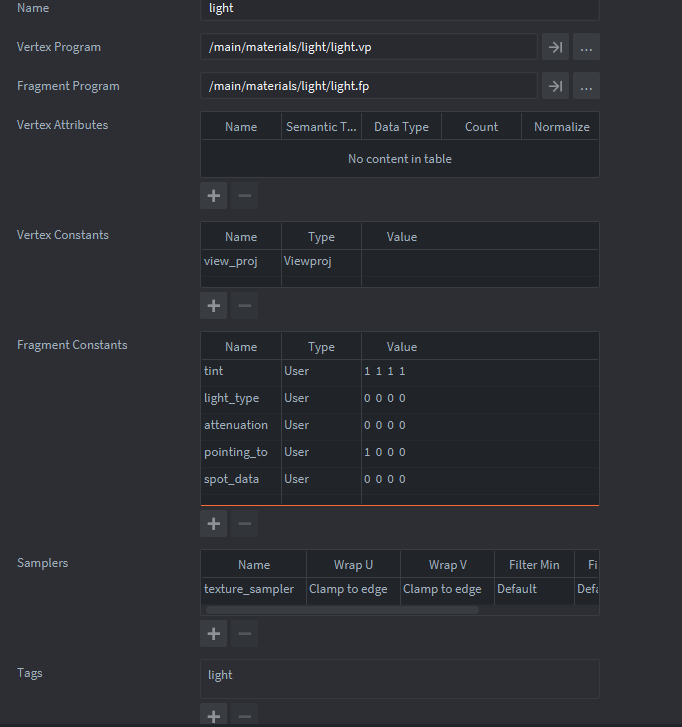 Name light
Vertex Program /main/materials/light/light.vp ...
Fragment Program /main/materials/light/light.fp ...
Vertex Attributes Name Semantic T... Data Type Count Normalize
No content in table
+ −
Vertex Constants Name Type Value
view_proj Viewproj
+ −
Fragment Constants Name Type Value
tint User 1 1 1 1
light_type User 0 0 0 0
attenuation User 0 0 0 0
pointing_to User 1 0 0 0
spot_data User 0 0 0 0
+ −
Samplers Name Wrap U Wrap V Filter Min Fi
texture_sampler Clamp to edge Clamp to edge Default Defa
+ −
Tags light
+ −